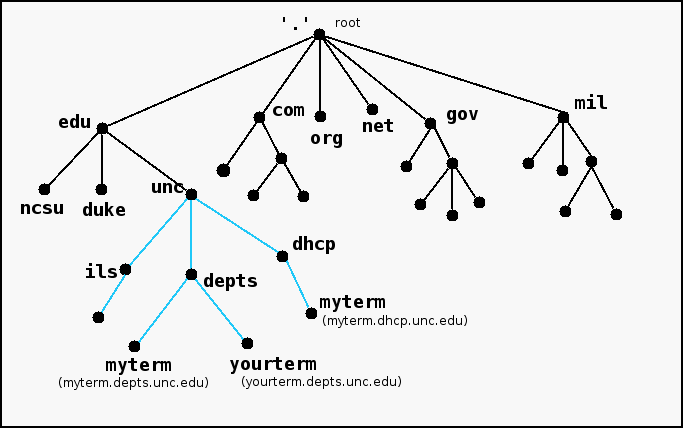 '.' root
edu
com
org
net
gov
mil
ncsu
duke
unc
ils
depts
dhcp
myterm
(myterm.dhcp.unc.edu)
myterm
(myterm.depts.unc.edu)
yourterm
(yourterm.depts.unc.edu)